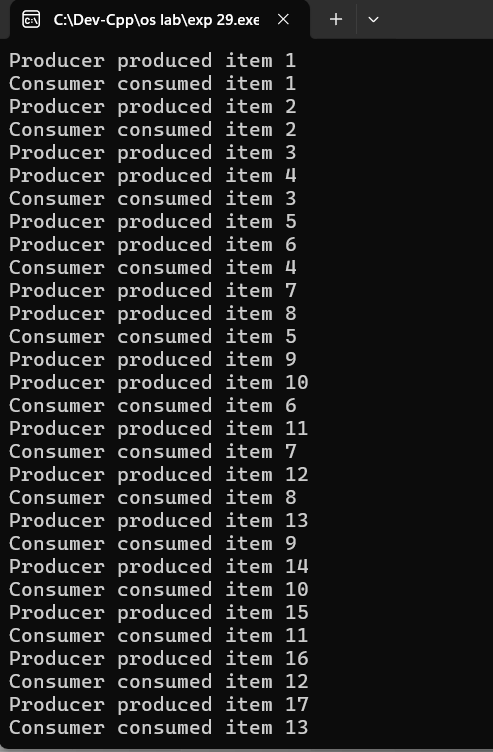 C:\Dev-Cpp\os lab\exp 29.exe
Producer produced item 1
Consumer consumed item 1
Producer produced item 2
Consumer consumed item 2
Producer produced item 3
Producer produced item 4
Consumer consumed item 3
Producer produced item 5
Producer produced item 6
Consumer consumed item 4
Producer produced item 7
Producer produced item 8
Consumer consumed item 5
Producer produced item 9
Producer produced item 10
Consumer consumed item 6
Producer produced item 11
Consumer consumed item 7
Producer produced item 12
Consumer consumed item 8
Producer produced item 13
Consumer consumed item 9
Producer produced item 14
Consumer consumed item 10
Producer produced item 15
Consumer consumed item 11
Producer produced item 16
Consumer consumed item 12
Producer produced item 17
Consumer consumed item 13